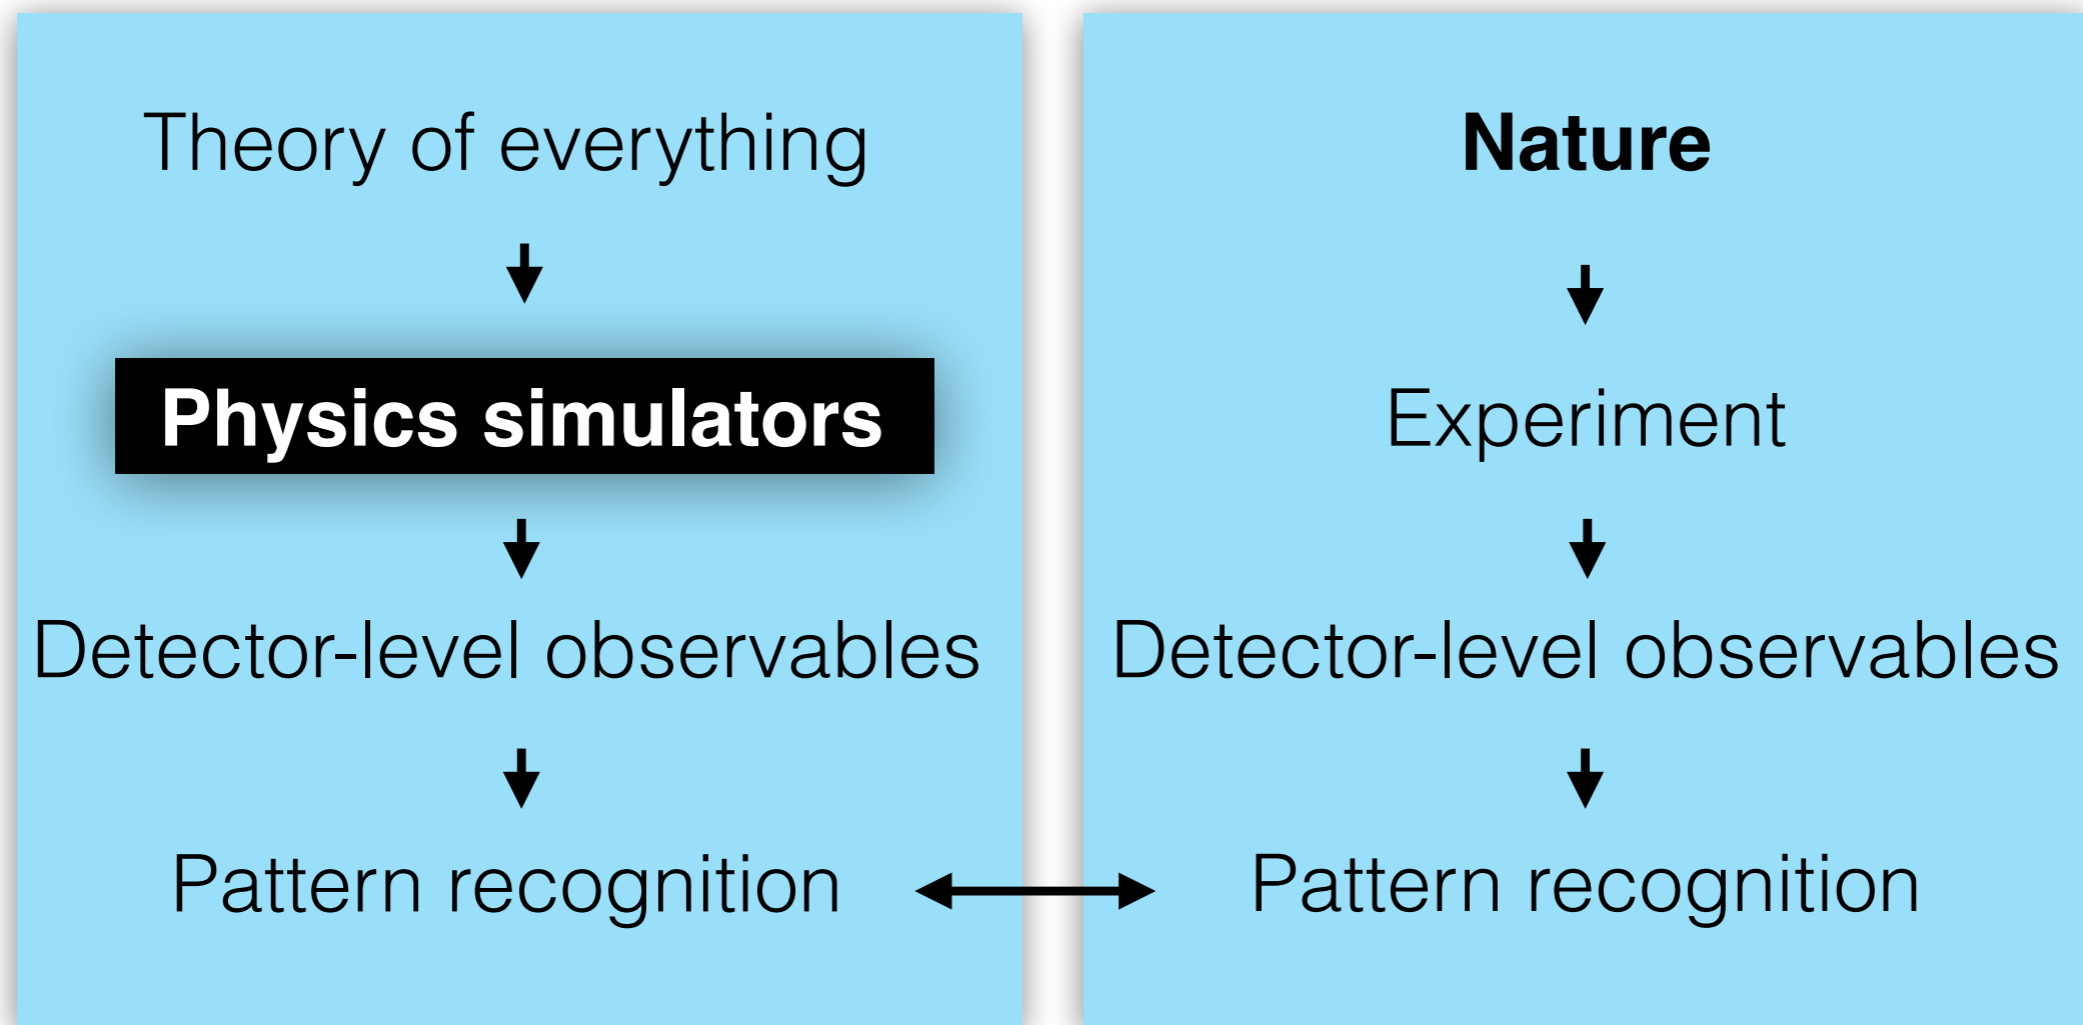 Theory of everything
Physics simulators
Detector-level observables
Pattern recognition
Nature
Experiment
Detector-level observables
Pattern recognition